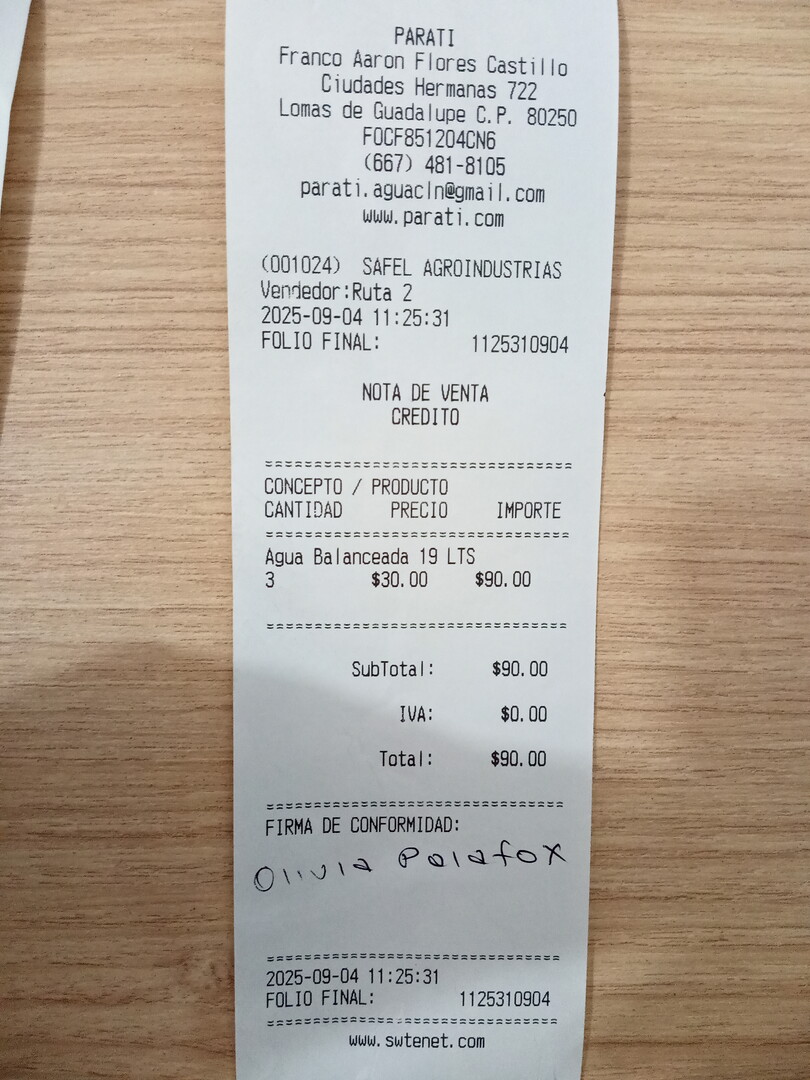 PARATI
Franco Aaron Flores Castillo
Ciudades Hermanas 722
Lomas de Guadalupe C.P. 80250
FOCF851204CN6
(667) 481-8105
parati.aguacln@gmail.com
www.parati.com
(001024) SAFEL AGROINDUSTRIAS
Vendedor:Ruta 2
2025-09-04 11:25:31
FOLIO FINAL: 1125310904
NOTA DE VENTA
CREDITO
================================
CONCEPTO / PRODUCTO
CANTIDAD PRECIO IMPORTE
================================
Agua Balanceada 19 LTS
3 $30.00 $90.00
================================
SubTotal: $90.00
IVA: $0.00
Total: $90.00
================================
FIRMA DE CONFORMIDAD:
Olivia Palafox
================================
2025-09-04 11:25:31
FOLIO FINAL: 1125310904
================================
www.swtenet.com